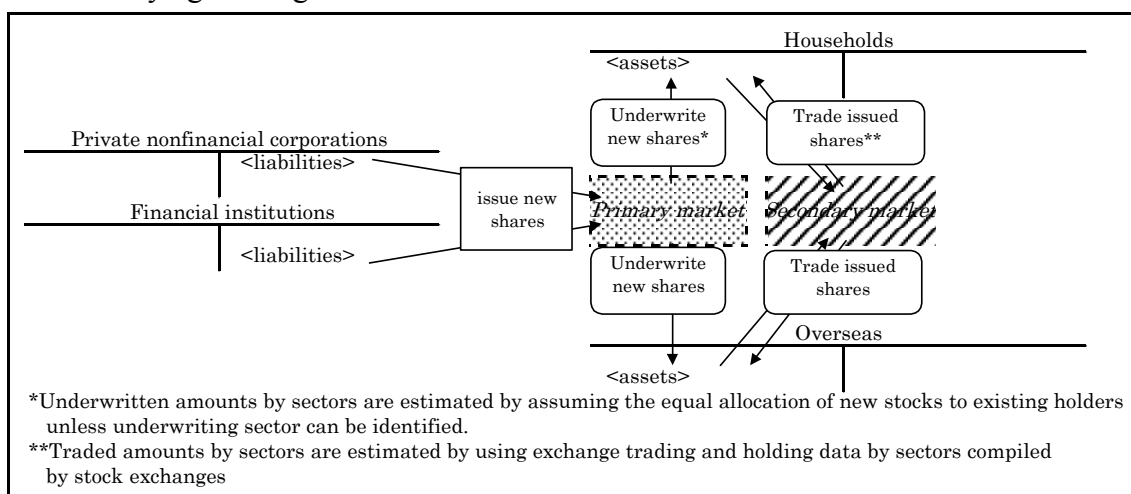 Households
<assets>
Underwrite
new shares*
Trade issued
shares**
Private nonfinancial corporations
<liabilities>
issue new
shares
Primary market
Secondary market
Financial institutions
<liabilities>
Underwrite
new shares
Trade issued
shares
Overseas
<assets>
*Underwritten amounts by sectors are estimated by assuming the equal allocation of new stocks to existing holders
unless underwriting sector can be identified.
**Traded amounts by sectors are estimated by using exchange trading and holding data by sectors compiled
by stock exchanges